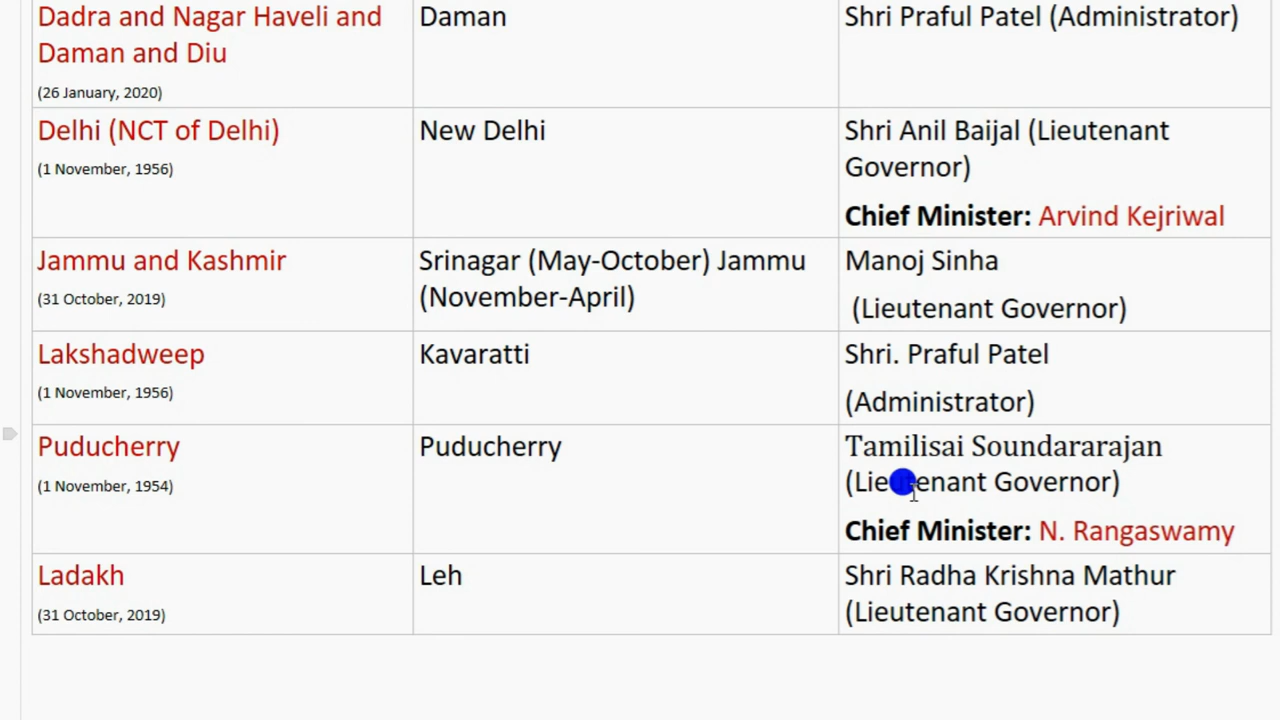 Dadra and Nagar Haveli and
Daman and Diu
(26 January, 2020)
Daman
Shri Praful Patel (Administrator)
Delhi (NCT of Delhi)
(1 November, 1956)
New Delhi
Shri Anil Baijal (Lieutenant
Governor)
Chief Minister: Arvind Kejriwal
Jammu and Kashmir
(31 October, 2019)
Srinagar (May-October) Jammu
(November-April)
Manoj Sinha
(Lieutenant Governor)
Lakshadweep
(1 November, 1956)
Kavaratti
Shri. Praful Patel
(Administrator)
Puducherry
(1 November, 1954)
Puducherry
Tamilisai Soundararajan
(Lieutenant Governor)
Chief Minister: N. Rangaswamy
Ladakh
(31 October, 2019)
Leh
Shri Radha Krishna Mathur
(Lieutenant Governor)